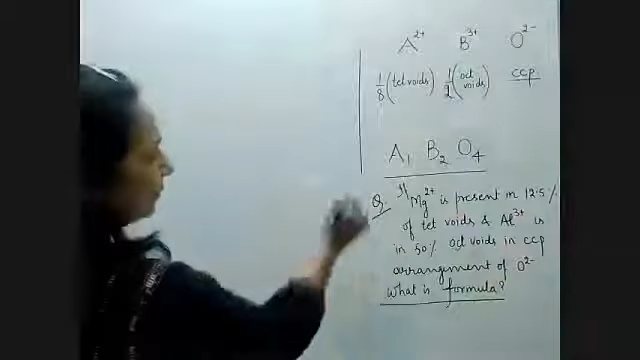 A²⁺ B³⁺ O²⁻
1/8 (tet voids) 1/2 (oct voids) ccp
A₁ B₂ O₄
Q. If Mg²⁺ is present in 12.5%
of tet voids & Al³⁺ is
in 50% oct voids in ccp
arrangement of O²⁻
what is formula?